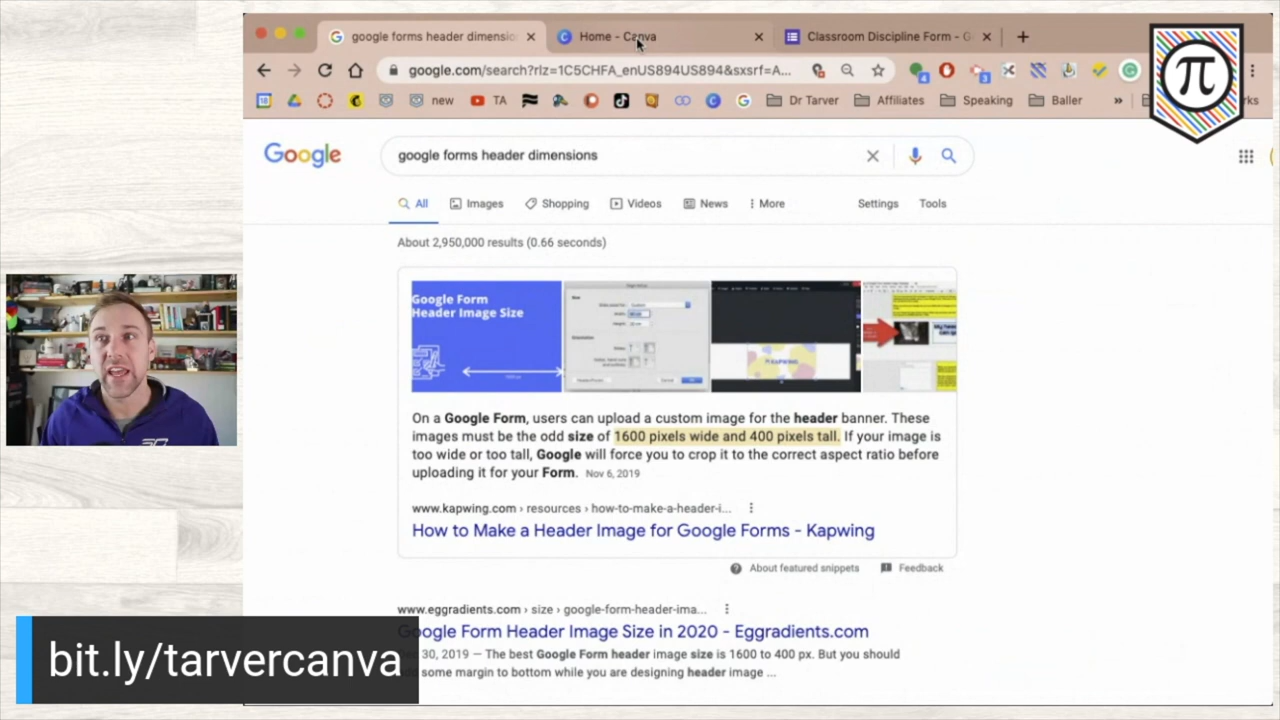 google forms header dimensio
Home - Canva
Classroom Discipline Form - G
google.com/search?rlz=1C5CHFA_enUS894US894&sxsrf=A...
new
TA
Dr Tarver
Affiliates
Speaking
Baller
»
rks
Google
google forms header dimensions
All
Images
Shopping
Videos
News
More
Settings
Tools
About 2,950,000 results (0.66 seconds)
Google Form
Header Image Size
On a Google Form, users can upload a custom image for the header banner. These
images must be the odd size of 1600 pixels wide and 400 pixels tall. If your image is
too wide or too tall, Google will force you to crop it to the correct aspect ratio before
uploading it for your Form. Nov 6, 2019
www.kapwing.com › resources › how-to-make-a-header-i...
How to Make a Header Image for Google Forms - Kapwing
About featured snippets
Feedback
www.eggradients.com › size › google-form-header-ima...
Google Form Header Image Size in 2020 - Eggradients.com
30, 2019 — The best Google Form header image size is 1600 to 400 px. But you should
some margin to bottom while you are designing header image ...
bit.ly/tarvercanva
π